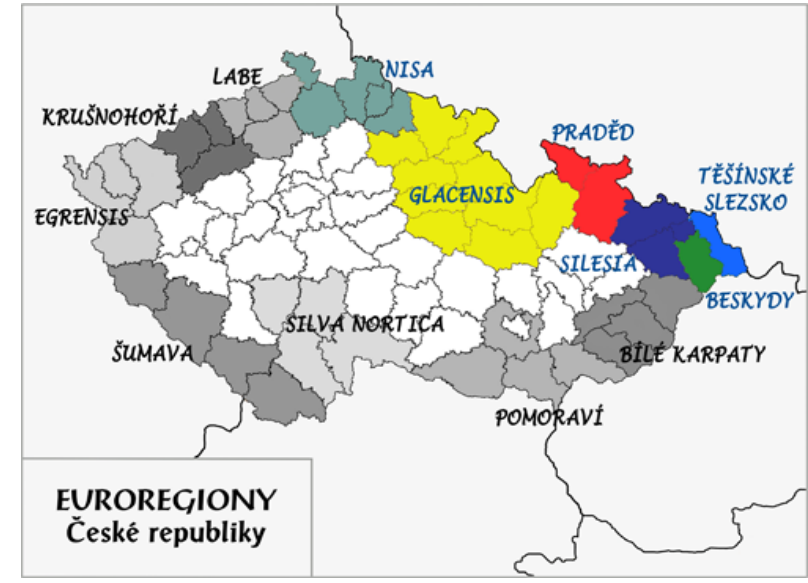 NISA
LABE
KRUŠNOHOŘÍ
PRADĚD
TĚŠÍNSKÉ
SLEZSKO
GLACENSIS
EGRENSIS
SILESIA
BESKYDY
SILVA NORTICA
ŠUMAVA
BÍLÉ KARPATY
POMORAVÍ
EUROREGIONY
České republiky